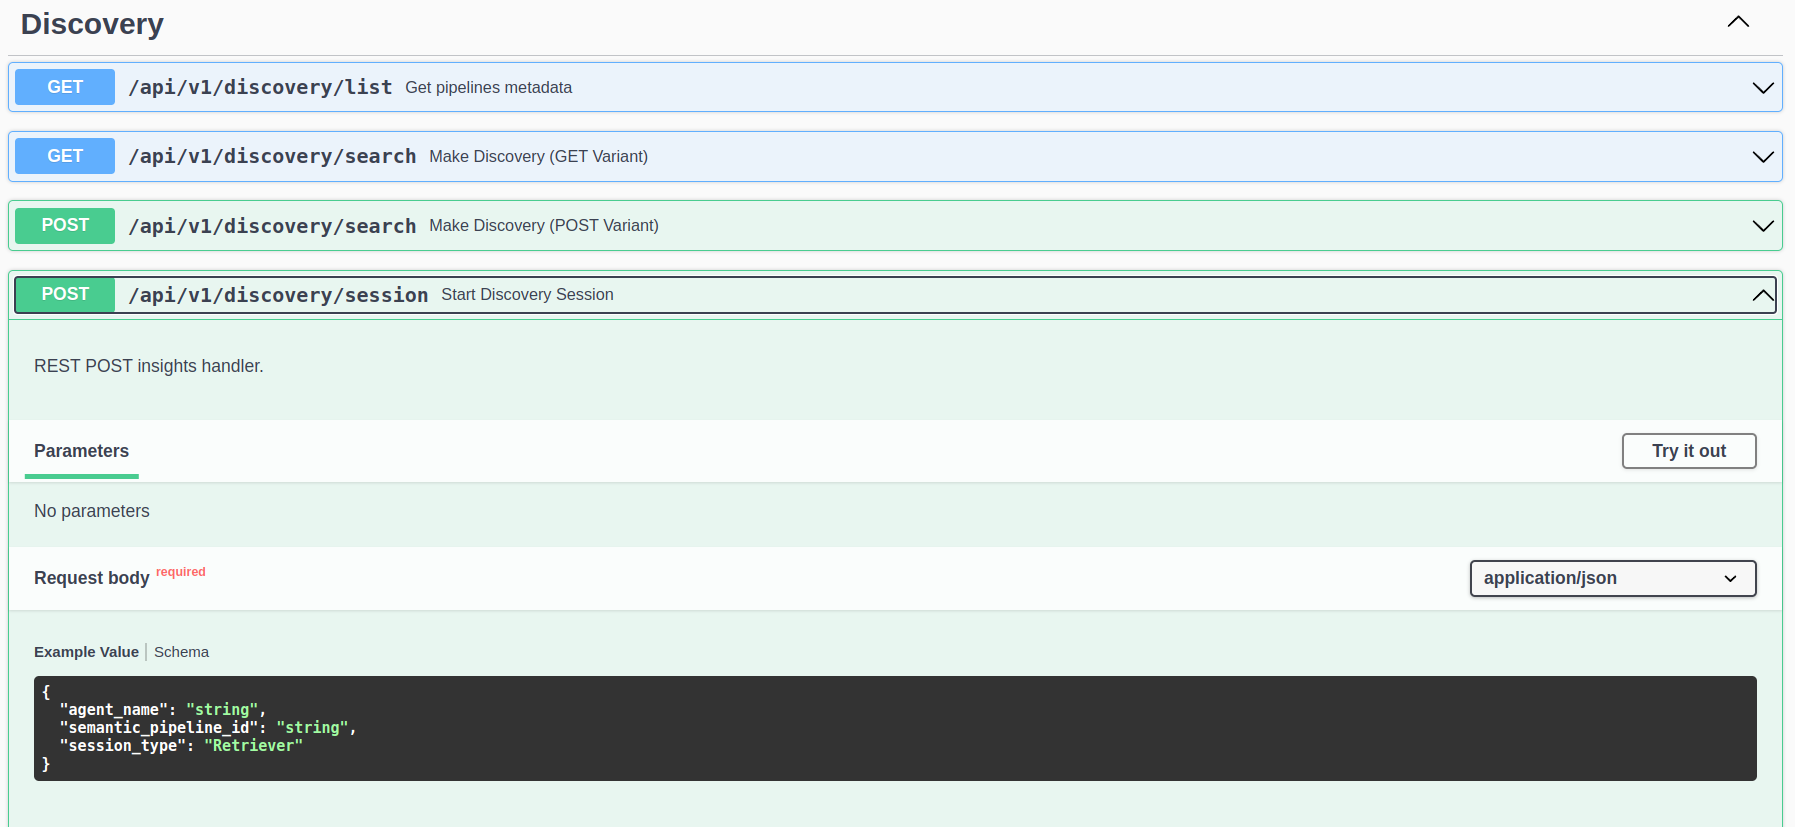 Discovery
GET /api/v1/discovery/list Get pipelines metadata
GET /api/v1/discovery/search Make Discovery (GET Variant)
POST /api/v1/discovery/search Make Discovery (POST Variant)
POST /api/v1/discovery/session Start Discovery Session
REST POST insights handler.
Parameters Try it out
No parameters
Request body required application/json
Example Value Schema
{
"agent_name": "string",
"semantic_pipeline_id": "string",
"session_type": "Retriever"
}